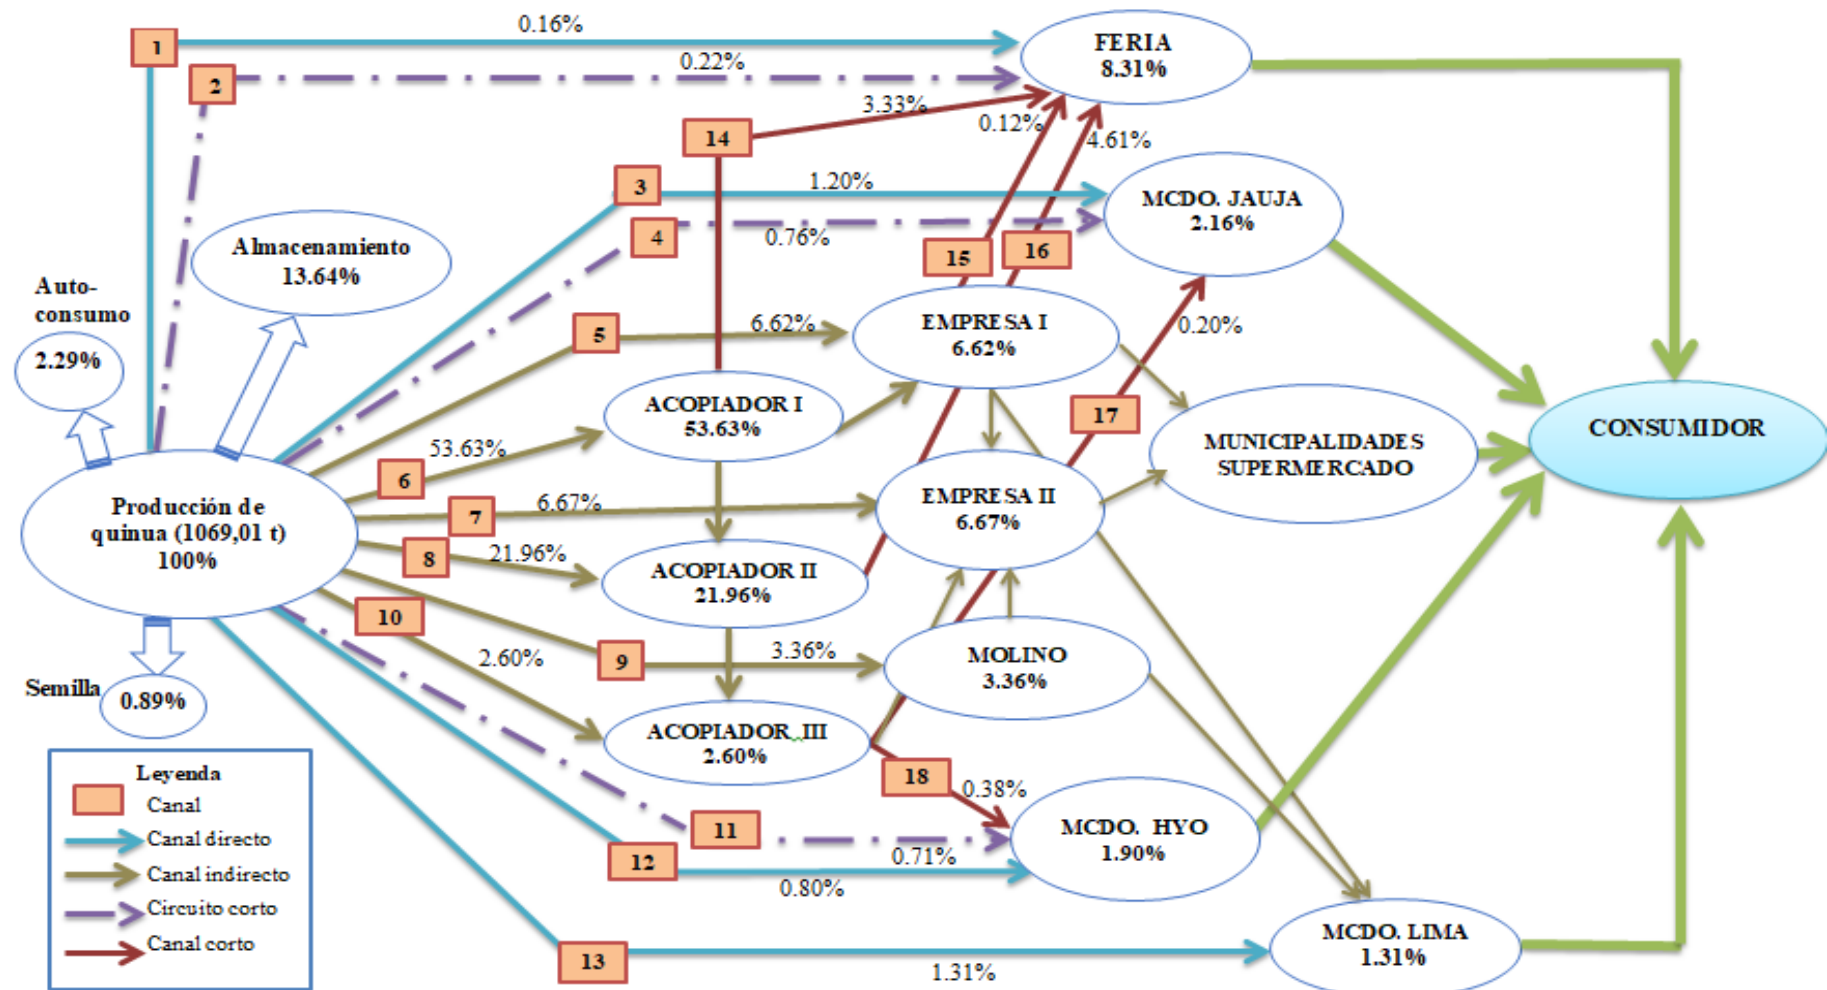 1
0.16%
FERIA
8.31%
2
0.22%
3.33%
0.12%
4.61%
14
3
1.20%
MCDO. JAUJA
2.16%
4
0.76%
Almacenamiento
13.64%
15
16
Auto-
consumo
2.29%
5
6.62%
EMPRESA I
6.62%
0.20%
ACOPIADOR I
53.63%
17
CONSUMIDOR
MUNICIPALIDADES
SUPERMERCADO
53.63%
6
Producción de
quinua (1069,01 t)
100%
7
6.67%
EMPRESA II
6.67%
8
21.96%
ACOPIADOR II
21.96%
10
2.60%
9
3.36%
MOLINO
3.36%
Semilla
0.89%
ACOPIADOR III
2.60%
18
0.38%
MCDO. HYO
1.90%
11
0.71%
12
0.80%
MCDO. LIMA
1.31%
13
1.31%
Leyenda
Canal
Canal directo
Canal indirecto
Circuito corto
Canal corto